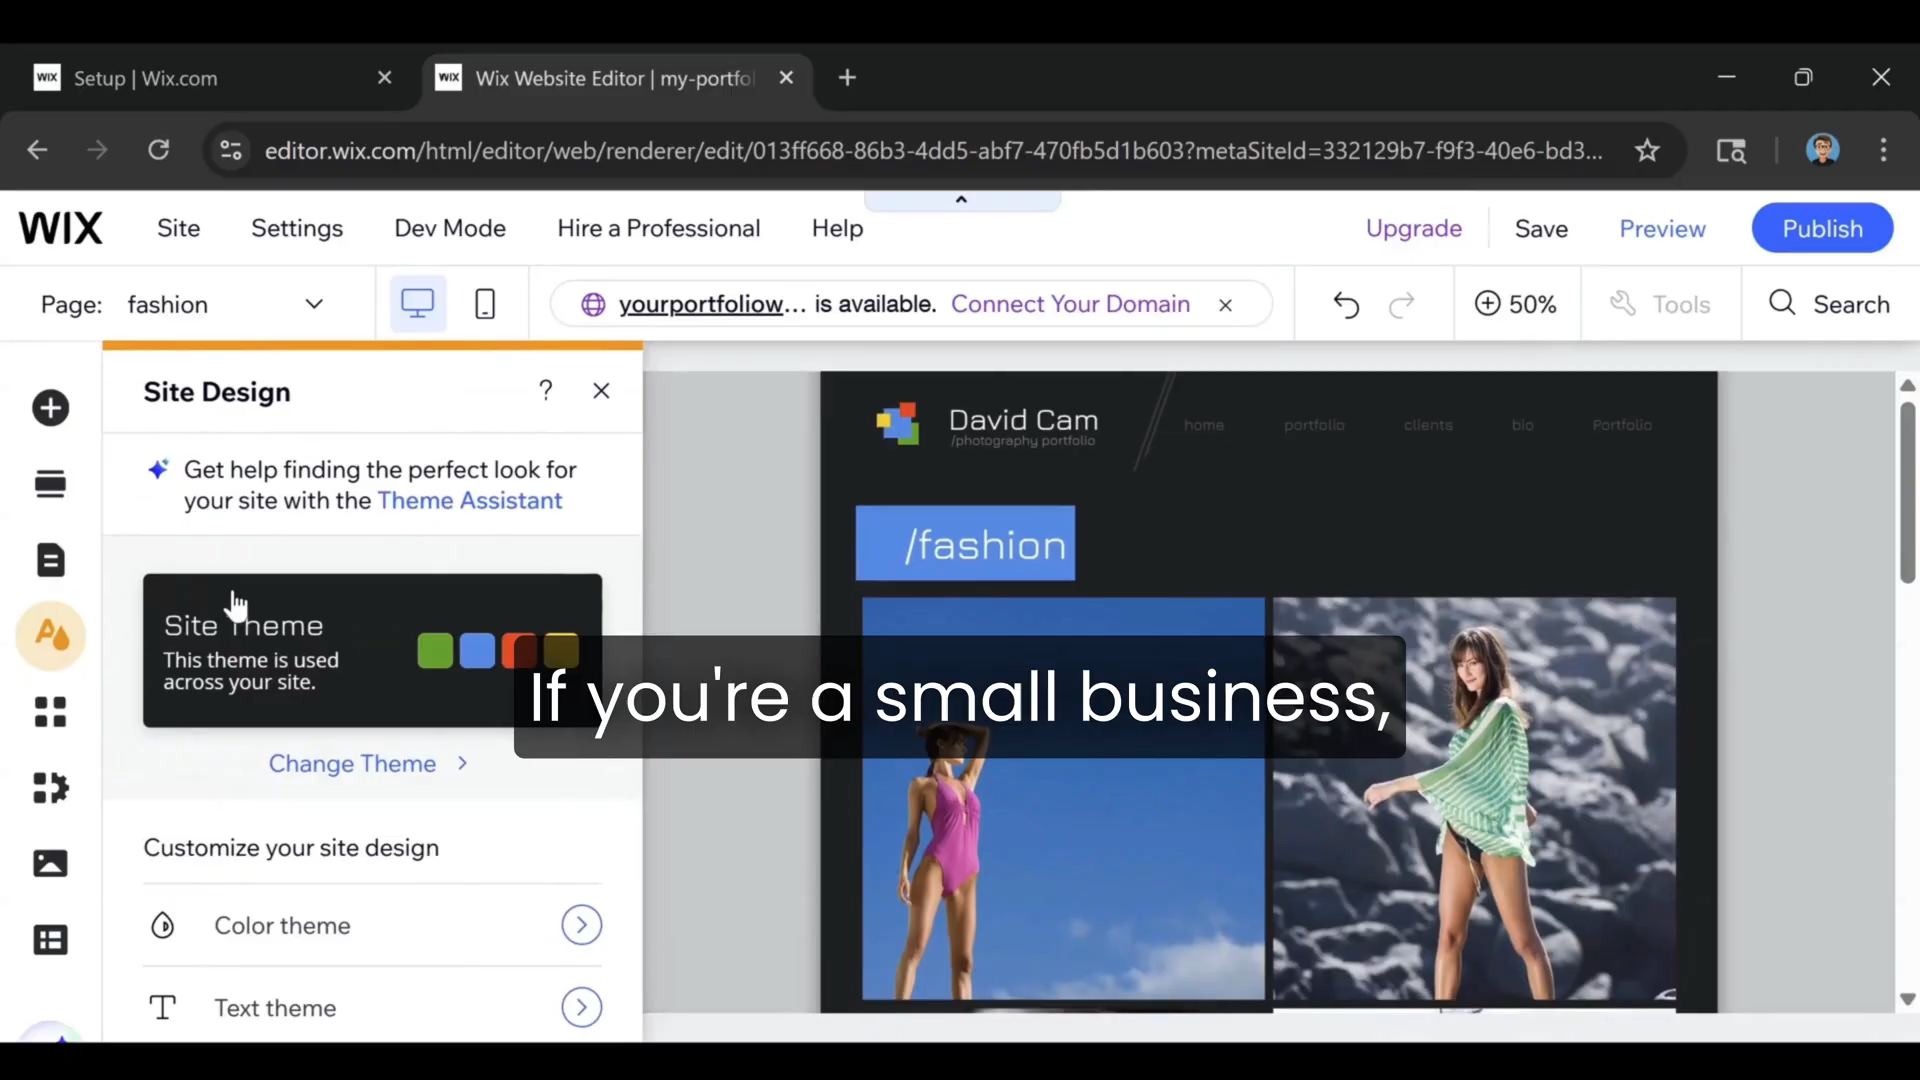 WIX Setup | Wix.com
WIX Wix Website Editor | my-portfo
editor.wix.com/html/editor/web/renderer/edit/013ff668-86b3-4dd5-abf7-470fb5d1b603?metaSiteId=332129b7-f9f3-40e6-bd3...
WIX Site Settings Dev Mode Hire a Professional Help Upgrade Save Preview Publish
Page: fashion yourportfoliow... is available. Connect Your Domain 50% Tools Search
Site Design ?
Get help finding the perfect look for
your site with the Theme Assistant
Site Theme
This theme is used
across your site.
Change Theme
Customize your site design
Color theme
Text theme
David Cam
/photography portfolio
home portfolio clients bio Portfolio
/fashion
If you're a small business,